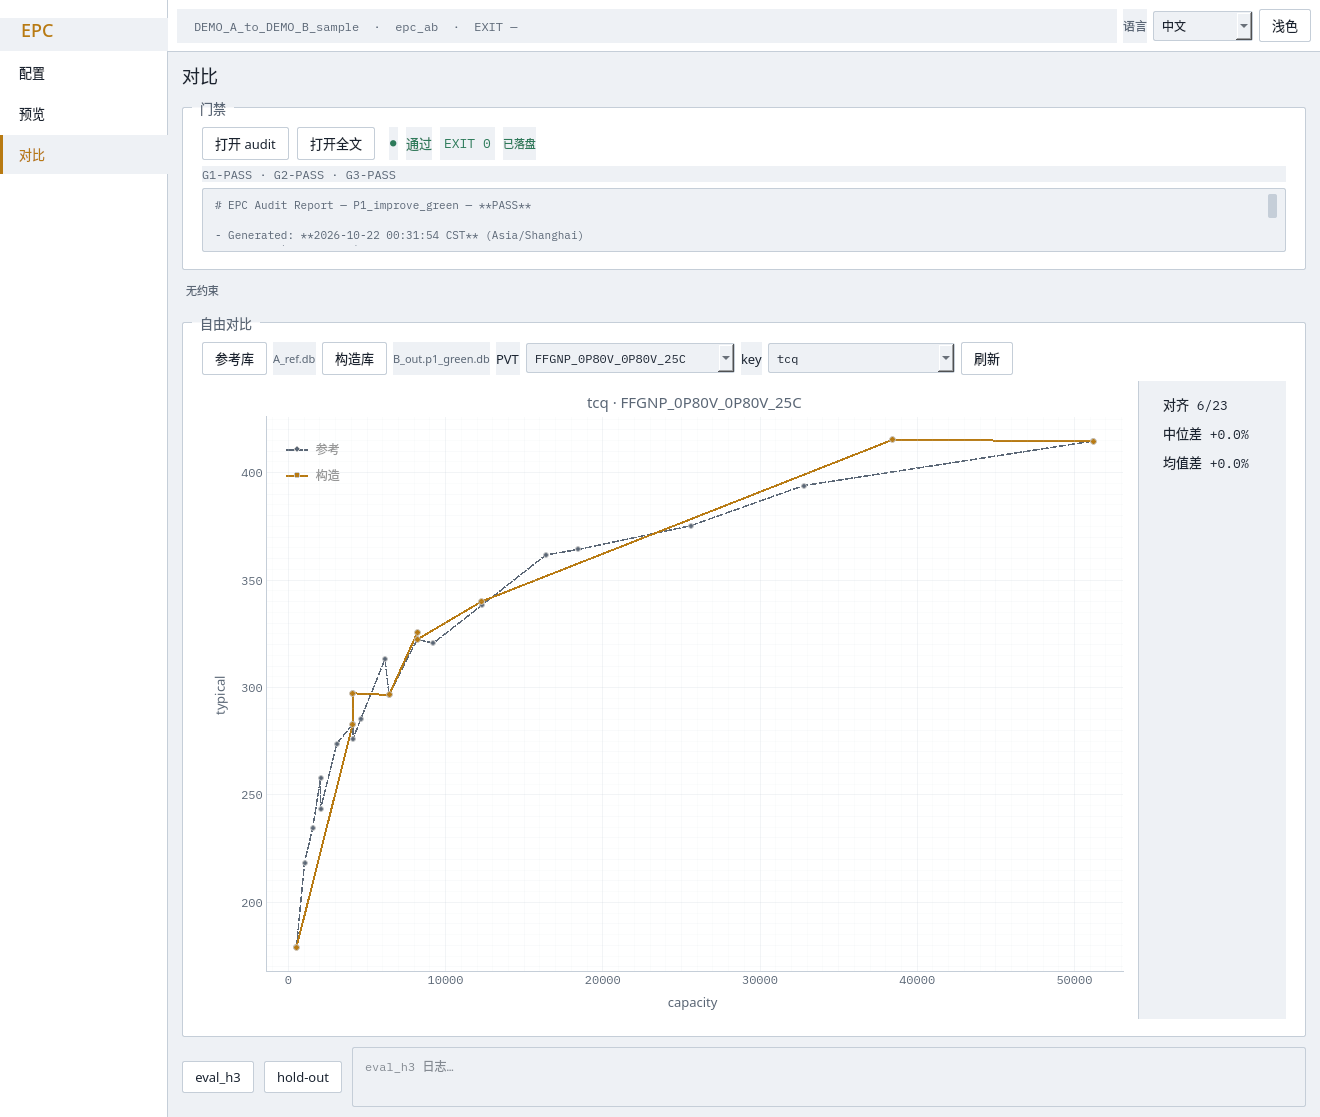 EPC
DEMO_A_to_DEMO_B_sample · epc_ab · EXIT —
语言
中文
浅色
配置
预览
对比
对比
门禁
打开 audit
打开全文
● 通过
EXIT 0
已落盘
G1-PASS · G2-PASS · G3-PASS
# EPC Audit Report — P1_improve_green — **PASS**
- Generated: **2026-10-22 00:31:54 CST** (Asia/Shanghai)
无约束
自由对比
参考库
A_ref.db
构造库
B_out.p1_green.db
PVT
FFGNP_0P80V_0P80V_25C
key
tcq
刷新
tcq · FFGNP_0P80V_0P80V_25C
参考
构造
400
350
300
250
200
typical
0
10000
20000
30000
40000
50000
capacity
对齐 6/23
中位差 +0.0%
均值差 +0.0%
eval_h3
hold-out
eval_h3 日志…